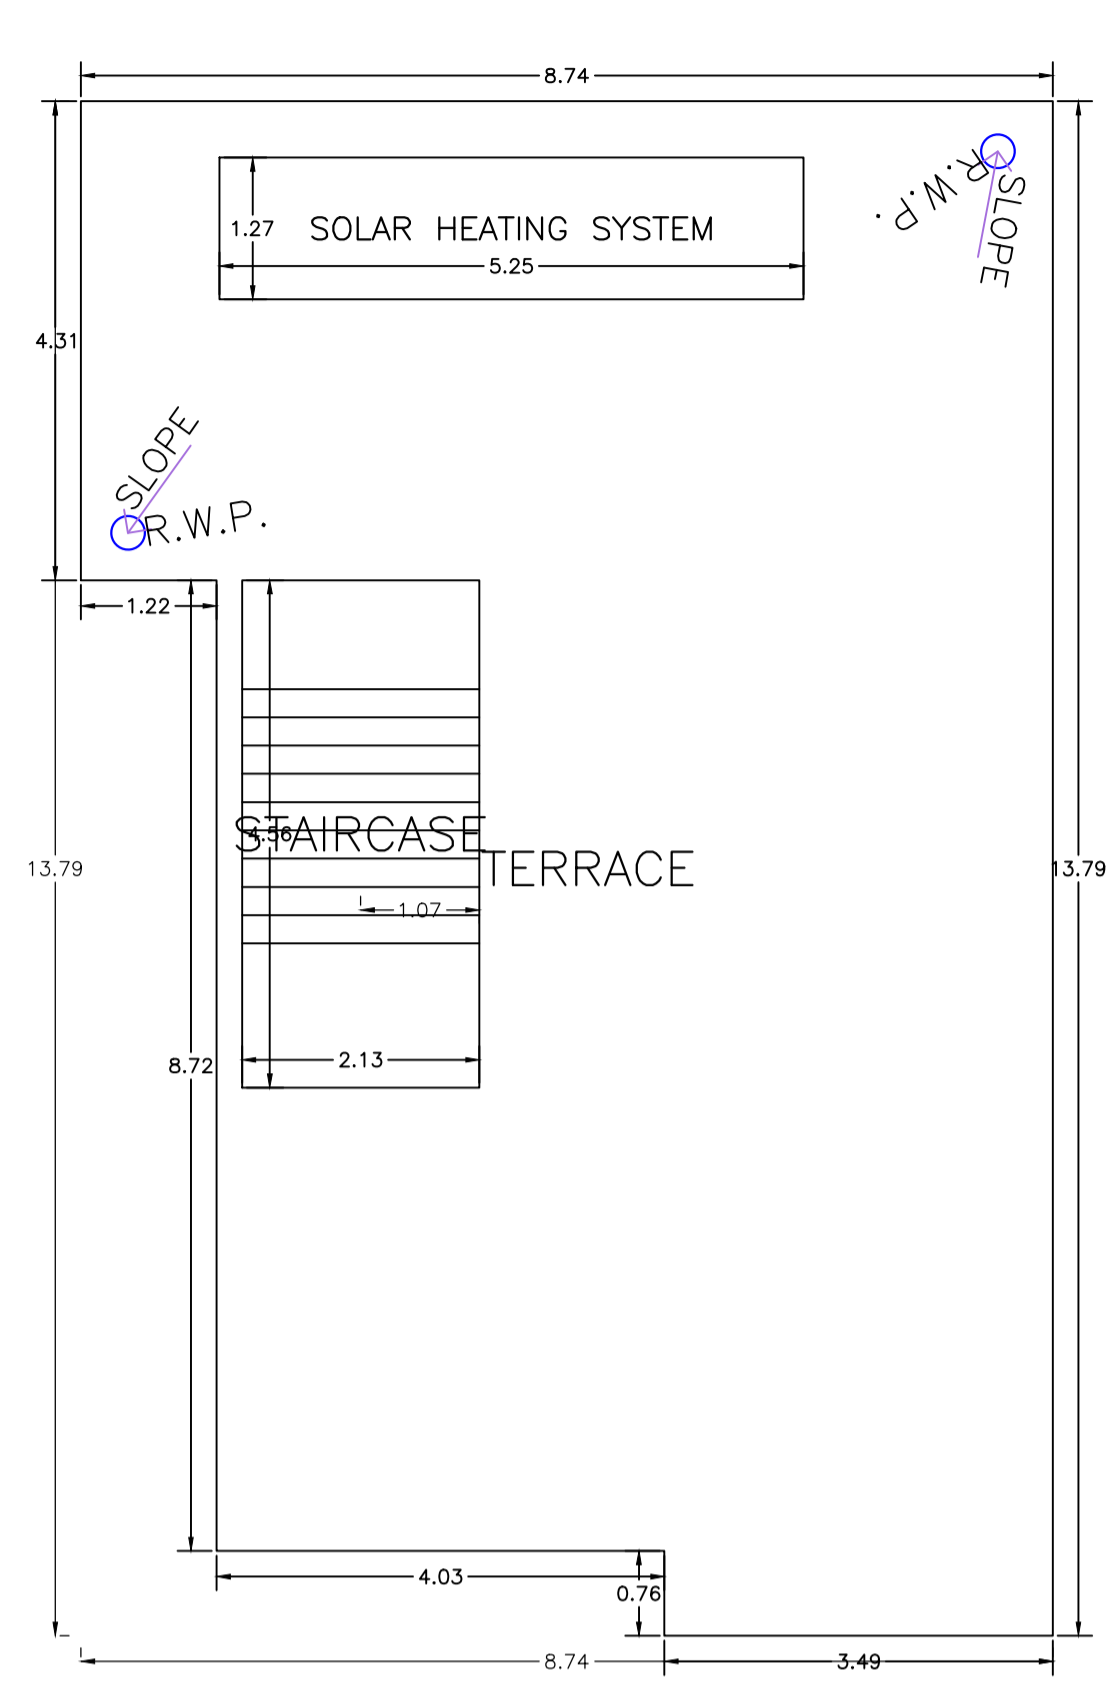 8.74
R.W.P.
SLOPE
1.27
SOLAR HEATING SYSTEM
5.25
4.31
SLOPE
R.W.P.
1.22
STAIRCASE
4.56
TERRACE
13.79
13.79
1.07
2.13
8.72
4.03
0.76
8.74
3.49